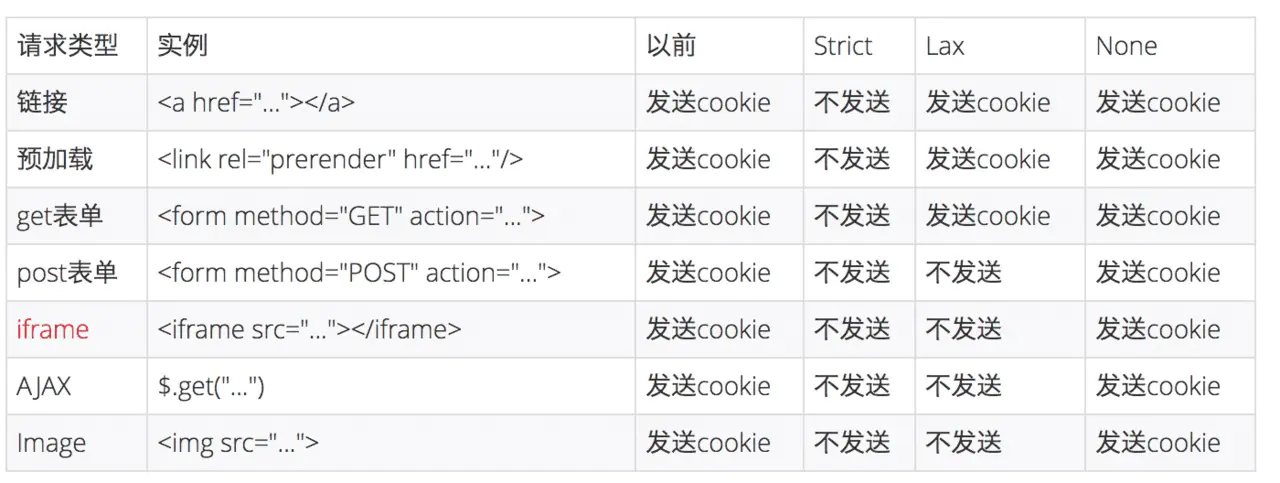 请求类型 实例 以前 Strict Lax None
链接 <a href="..."></a> 发送cookie 不发送 发送cookie 发送cookie
预加载 <link rel="prerender" href="..."/> 发送cookie 不发送 发送cookie 发送cookie
get表单 <form method="GET" action="..."> 发送cookie 不发送 发送cookie 发送cookie
post表单 <form method="POST" action="..."> 发送cookie 不发送 不发送 发送cookie
iframe <iframe src="..."></iframe> 发送cookie 不发送 不发送 发送cookie
AJAX $.get("...") 发送cookie 不发送 不发送 发送cookie
Image <img src="..."> 发送cookie 不发送 不发送 发送cookie